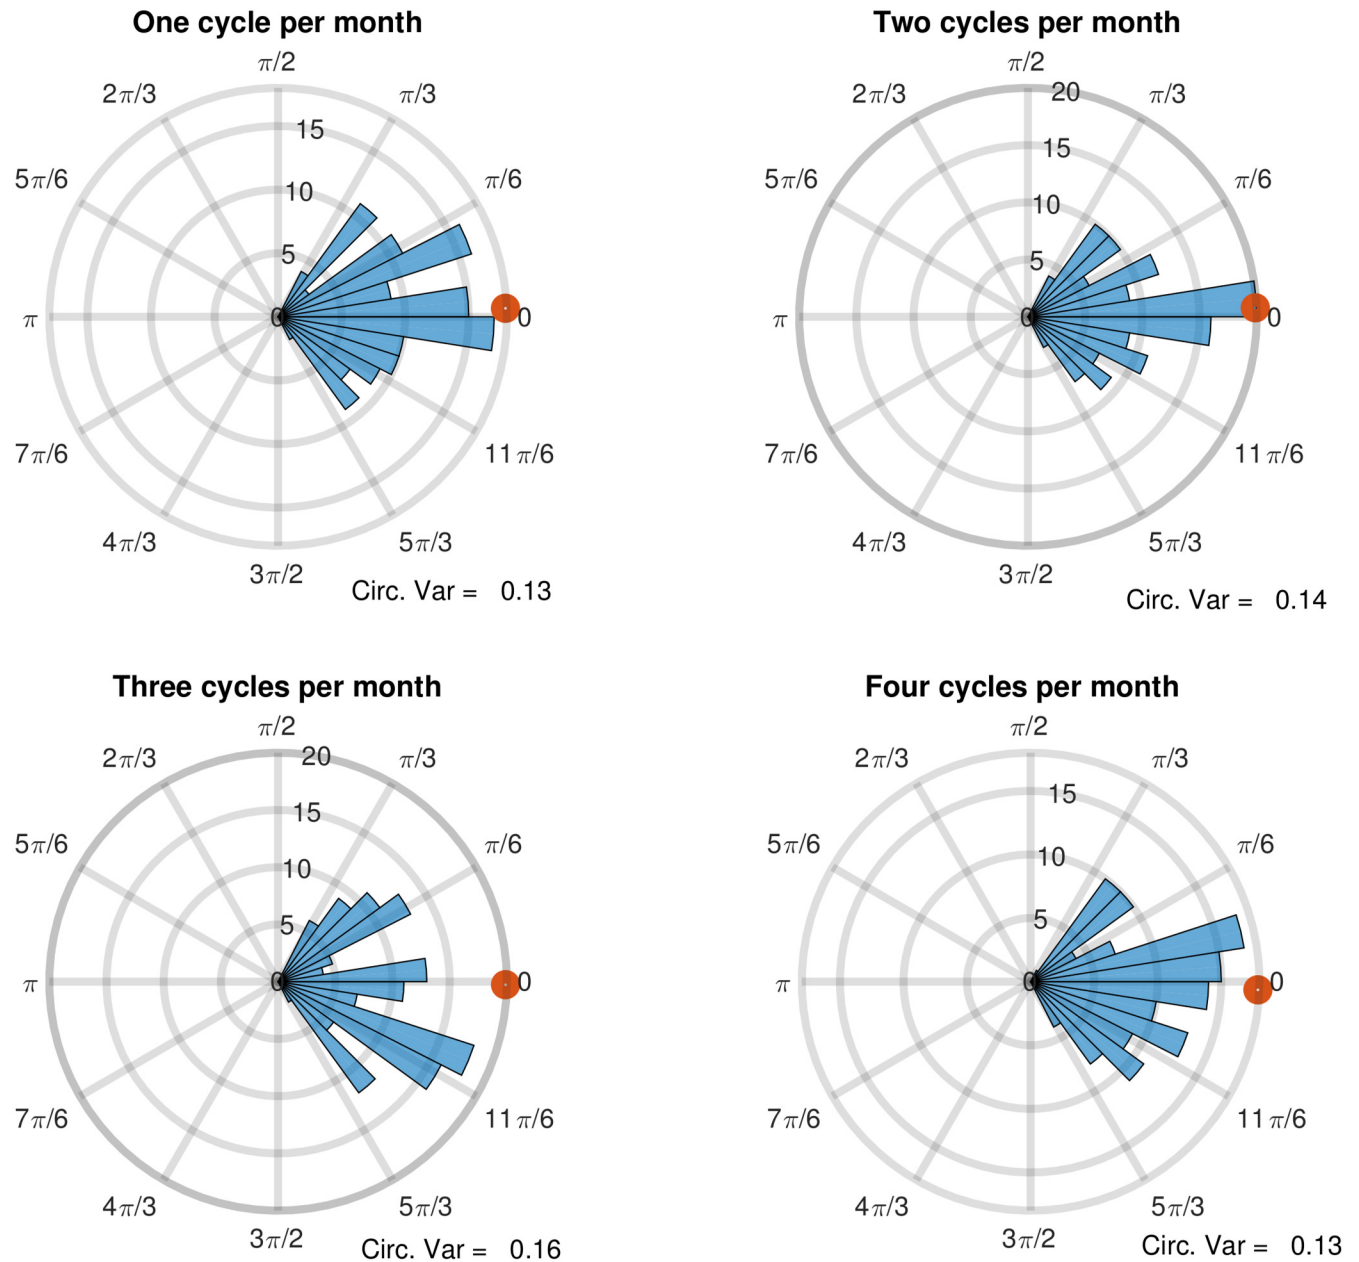 One cycle per month
π/2
2π/3
π/3
15
5π/6
π/6
10
5
π
0
0
7π/6
11π/6
4π/3
5π/3
3π/2
Circ. Var = 0.13
Two cycles per month
π/2
20
2π/3
π/3
15
5π/6
π/6
10
5
π
0
0
7π/6
11π/6
4π/3
5π/3
3π/2
Circ. Var = 0.14
Three cycles per month
π/2
20
2π/3
π/3
15
5π/6
π/6
10
5
π
0
0
7π/6
11π/6
4π/3
5π/3
3π/2
Circ. Var = 0.16
Four cycles per month
π/2
2π/3
π/3
15
5π/6
π/6
10
5
π
0
0
7π/6
11π/6
4π/3
5π/3
3π/2
Circ. Var = 0.13